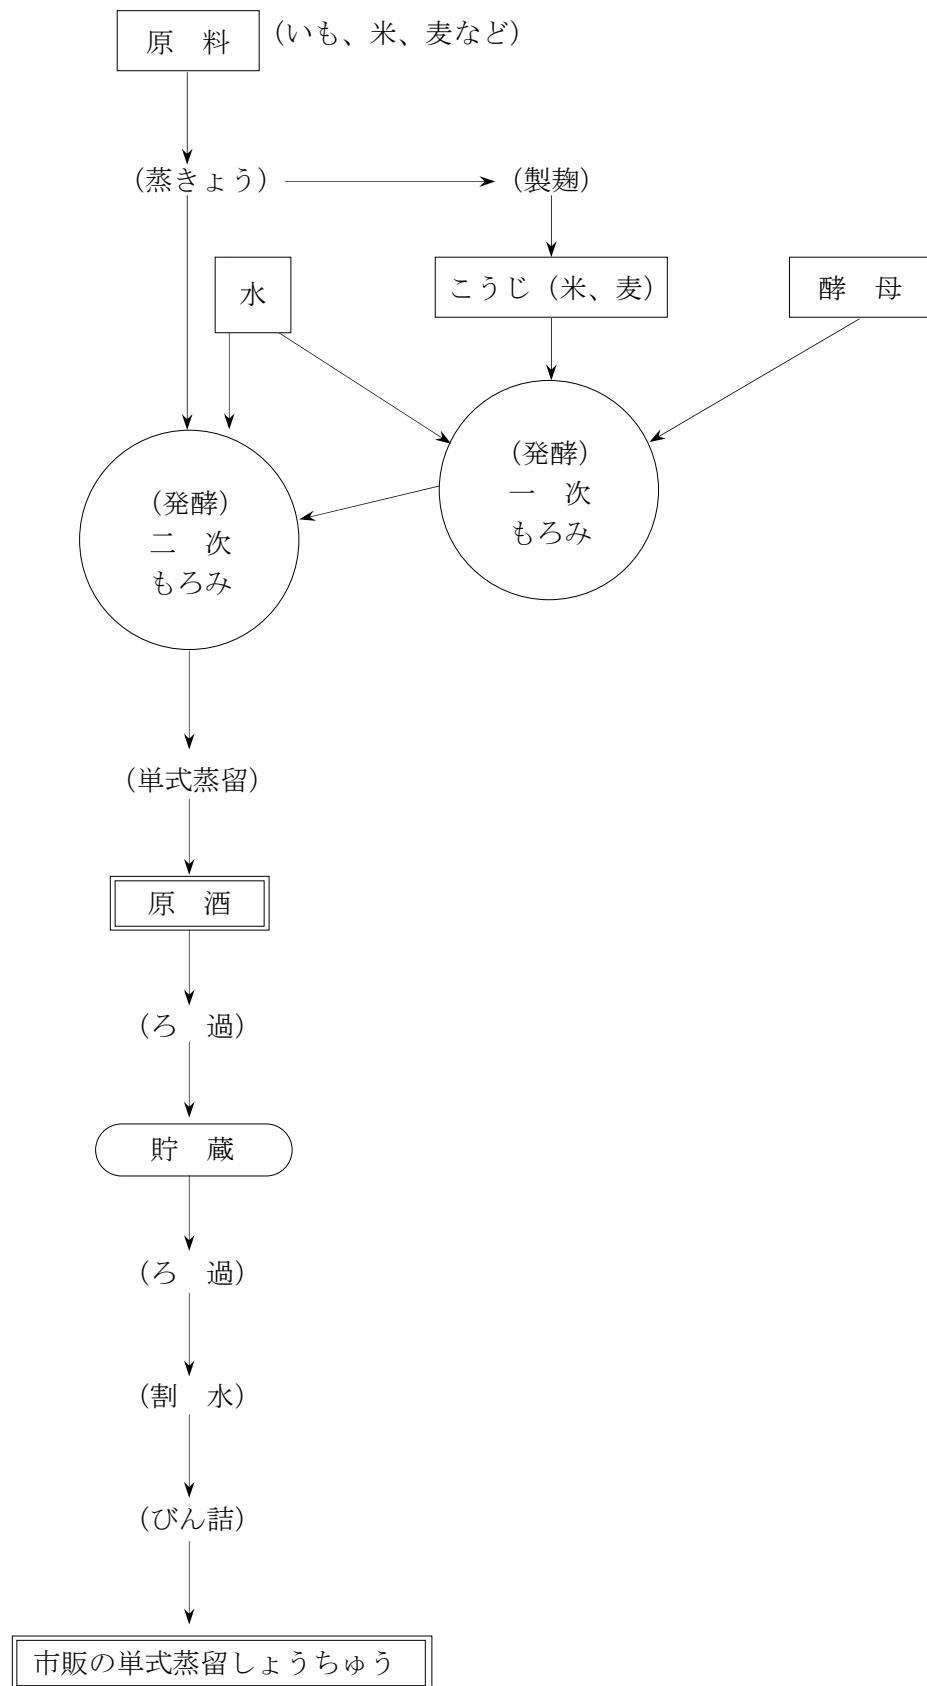 原　料
（いも、米、麦など）
（蒸きょう）
（製麹）
水
こうじ（米、麦）
酵　母
（発酵）
一　次
もろみ
（発酵）
二　次
もろみ
（単式蒸留）
原　酒
（ろ　過）
貯　蔵
（ろ　過）
（割　水）
（びん詰）
市販の単式蒸留しょうちゅう